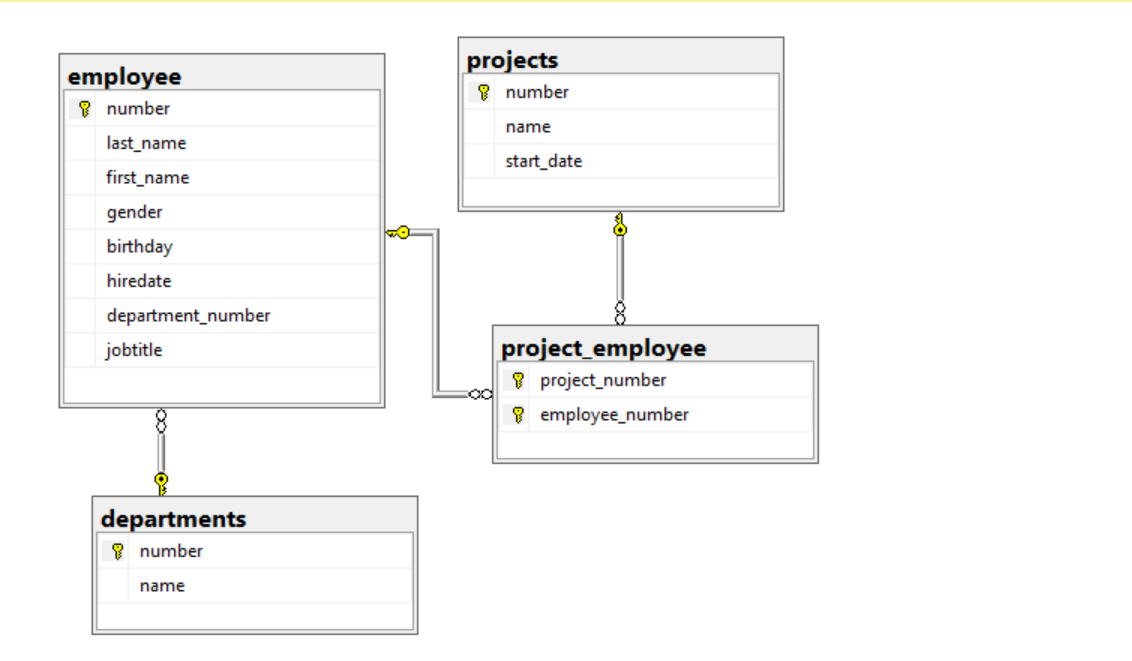 employee
number
last_name
first_name
gender
birthday
hiredate
department_number
jobtitle
projects
number
name
start_date
project_employee
project_number
employee_number
departments
number
name